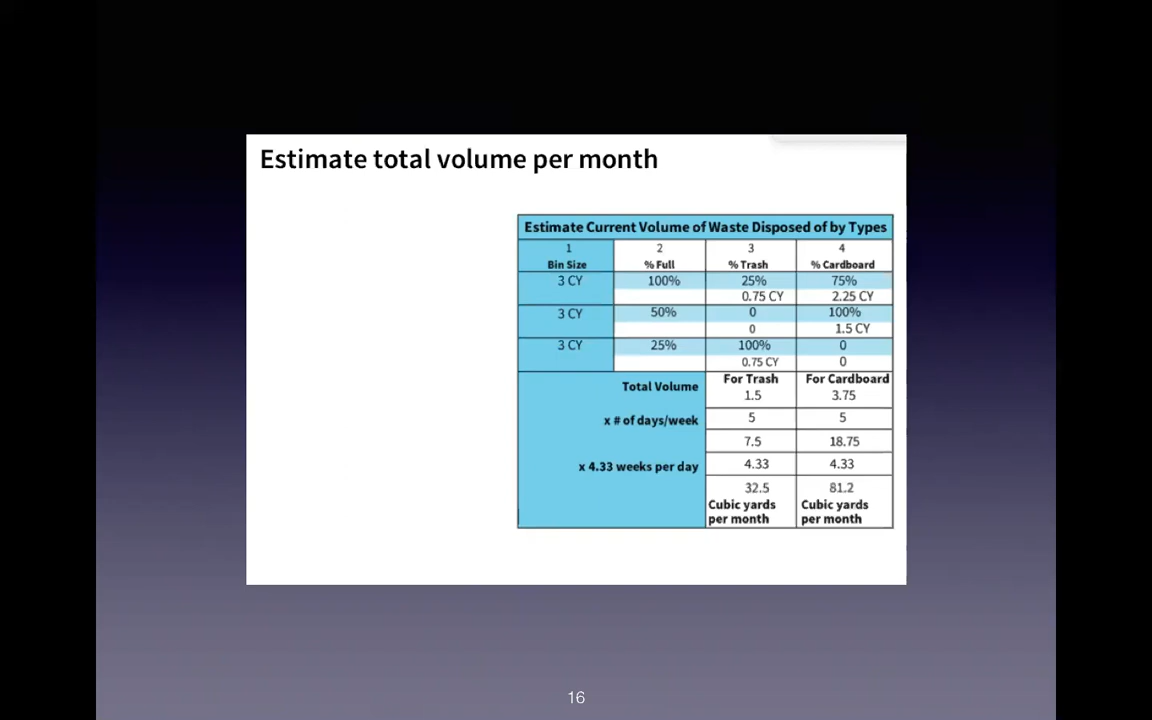 Estimate total volume per month
Estimate Current Volume of Waste Disposed of by Types
1 2 3 4
Bin Size % Full % Trash % Cardboard
3 CY 100% 25% 75%
0.75 CY 2.25 CY
3 CY 50% 0 100%
0 1.5 CY
3 CY 25% 100% 0
0.75 CY 0
Total Volume For Trash For Cardboard
1.5 3.75
x # of days/week 5 5
7.5 18.75
x 4.33 weeks per day 4.33 4.33
32.5 81.2
Cubic yards Cubic yards
per month per month
16